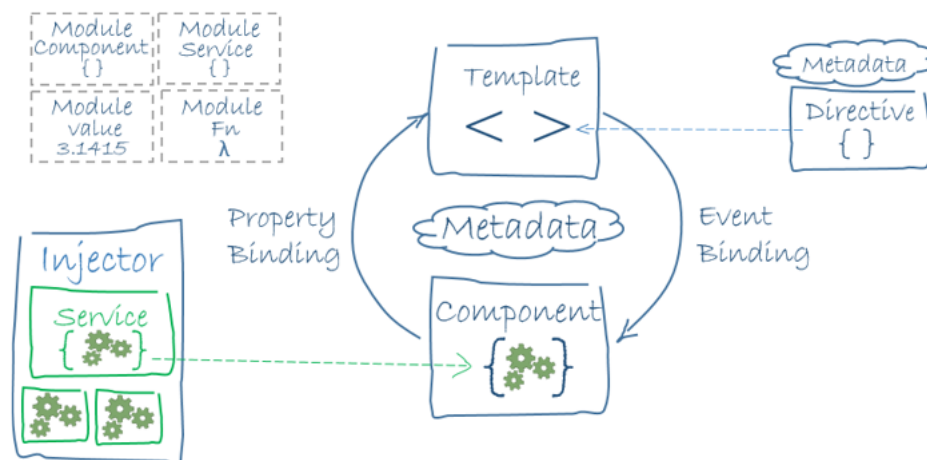 Module
Component
{ }
Module
Service
{ }
Module
value
3.1415
Module
Fn
λ
Template
< >
Metadata
Directive
{ }
Property
Binding
Metadata
Event
Binding
Injector
Service
{ }
Component
{ }